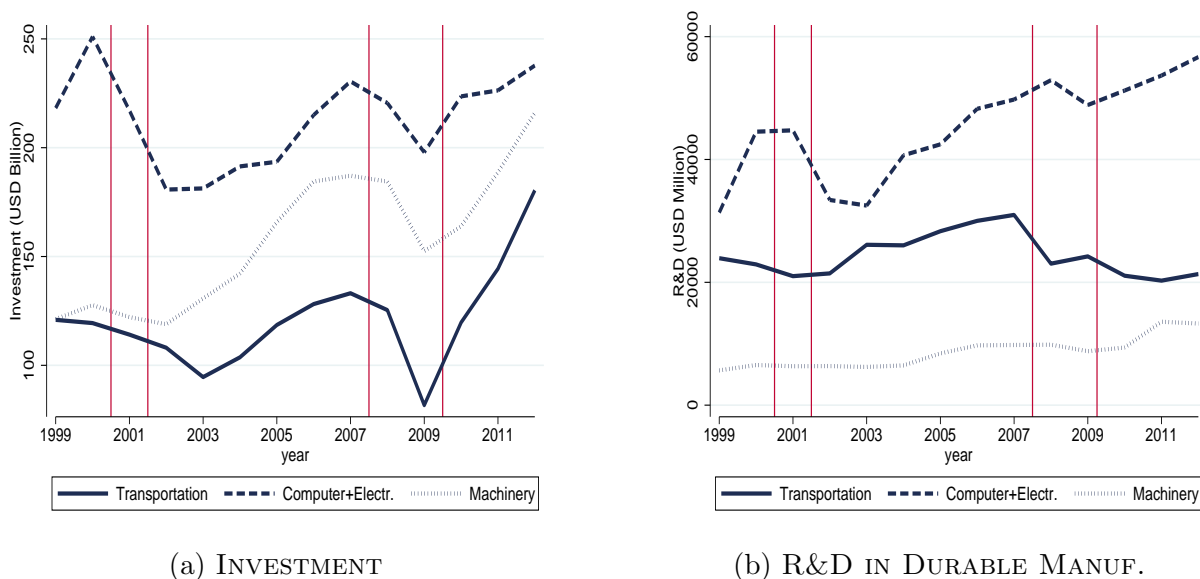 Investment (USD Billion)
250
200
150
100
1999 2001 2003 2005 2007 2009 2011
year
Transportation Computer+Electr. Machinery
(a) INVESTMENT
R&D (USD Million)
60000
40000
20000
0
1999 2001 2003 2005 2007 2009 2011
year
Transportation Computer+Electr. Machinery
(b) R&D IN DURABLE MANUF.